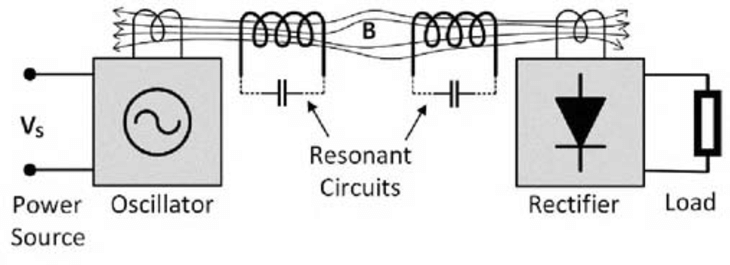 B
Vs
Resonant
Circuits
Power
Source
Oscillator
Rectifier
Load